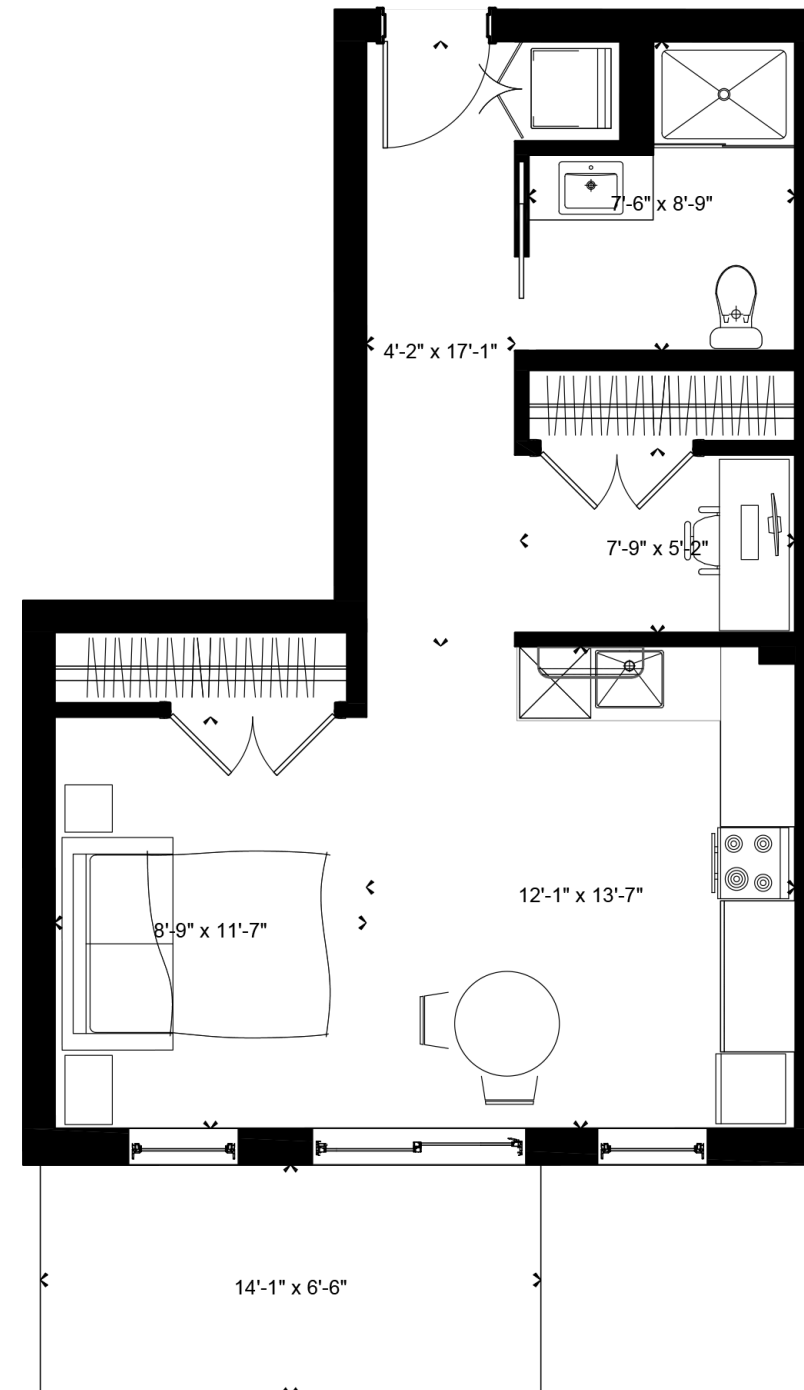 7'-6" x 8'-9"
4'-2" x 17'-1"
7'-9" x 5'-2"
12'-1" x 13'-7"
8'-9" x 11'-7"
14'-1" x 6'-6"